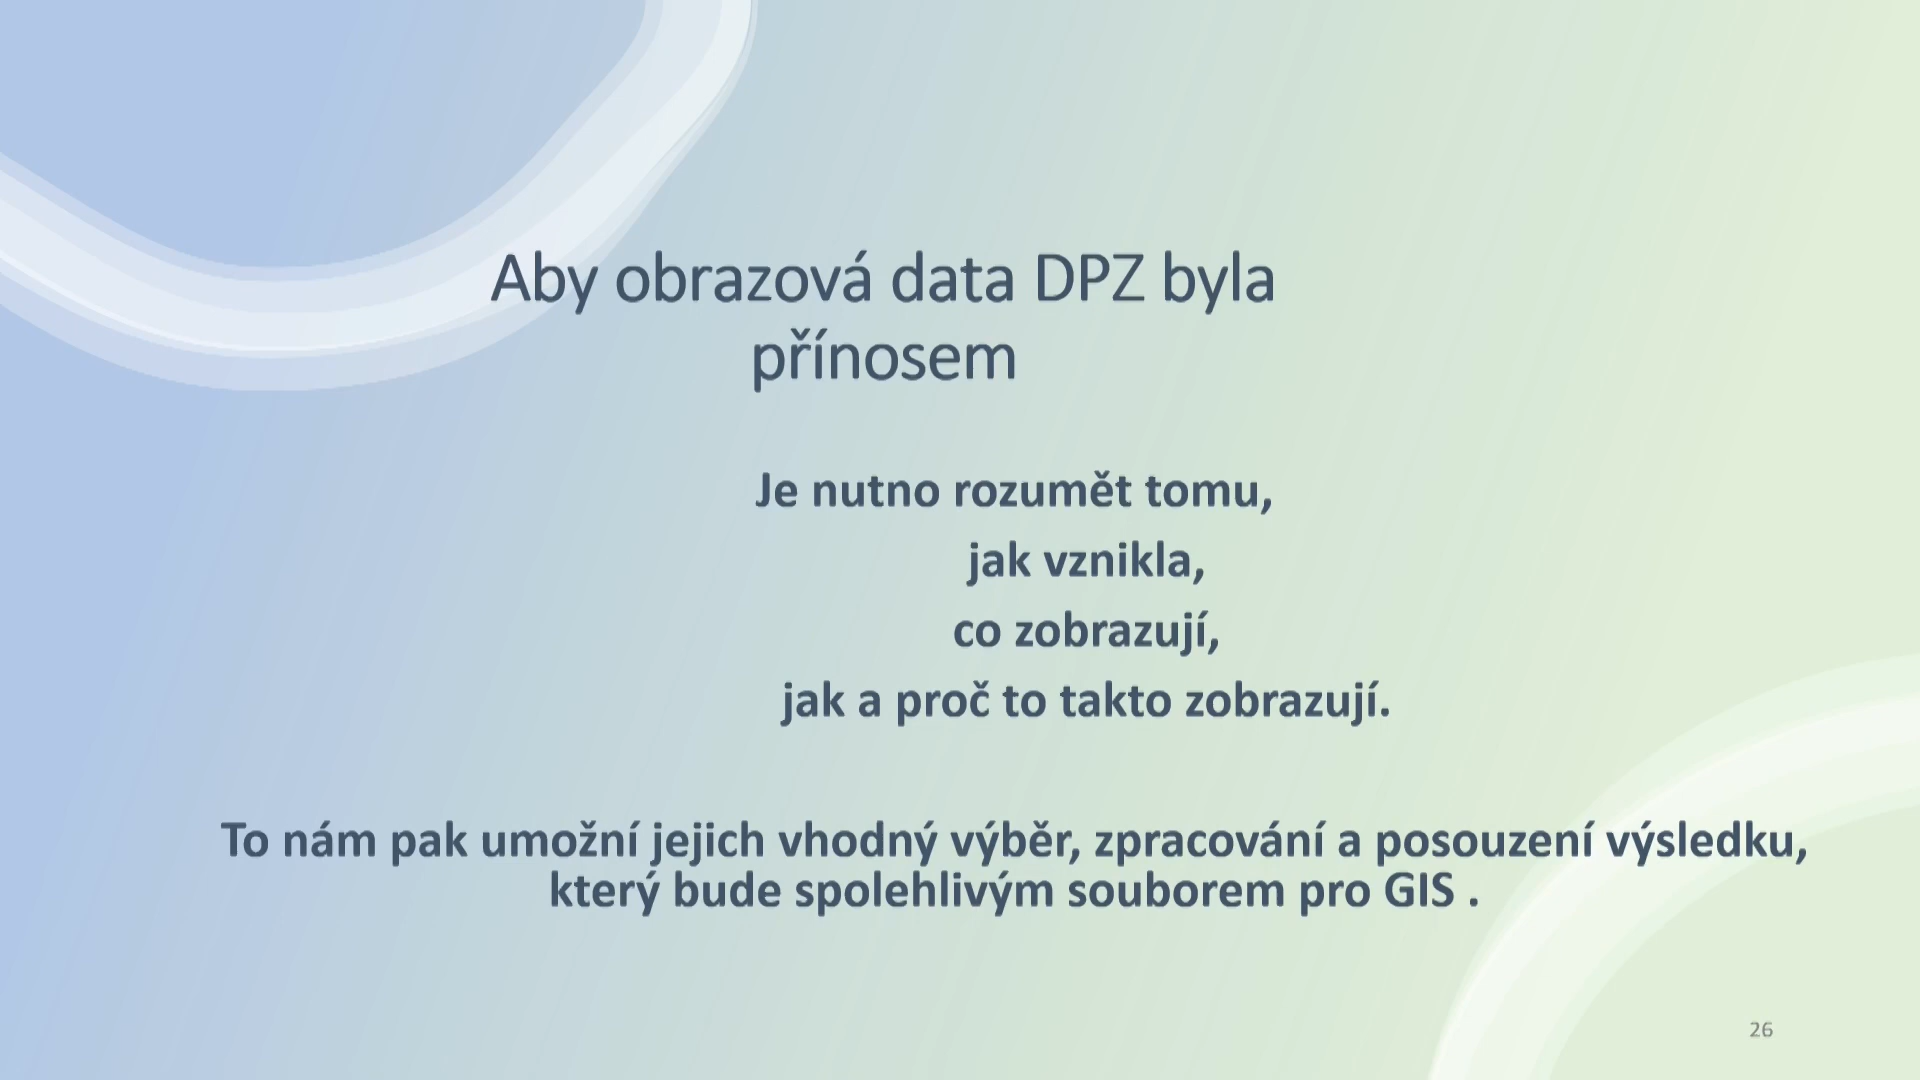 Aby obrazová data DPZ byla
přínosem
Je nutno rozumět tomu,
jak vznikla,
co zobrazují,
jak a proč to takto zobrazují.
To nám pak umožní jejich vhodný výběr, zpracování a posouzení výsledku,
který bude spolehlivým souborem pro GIS .
26